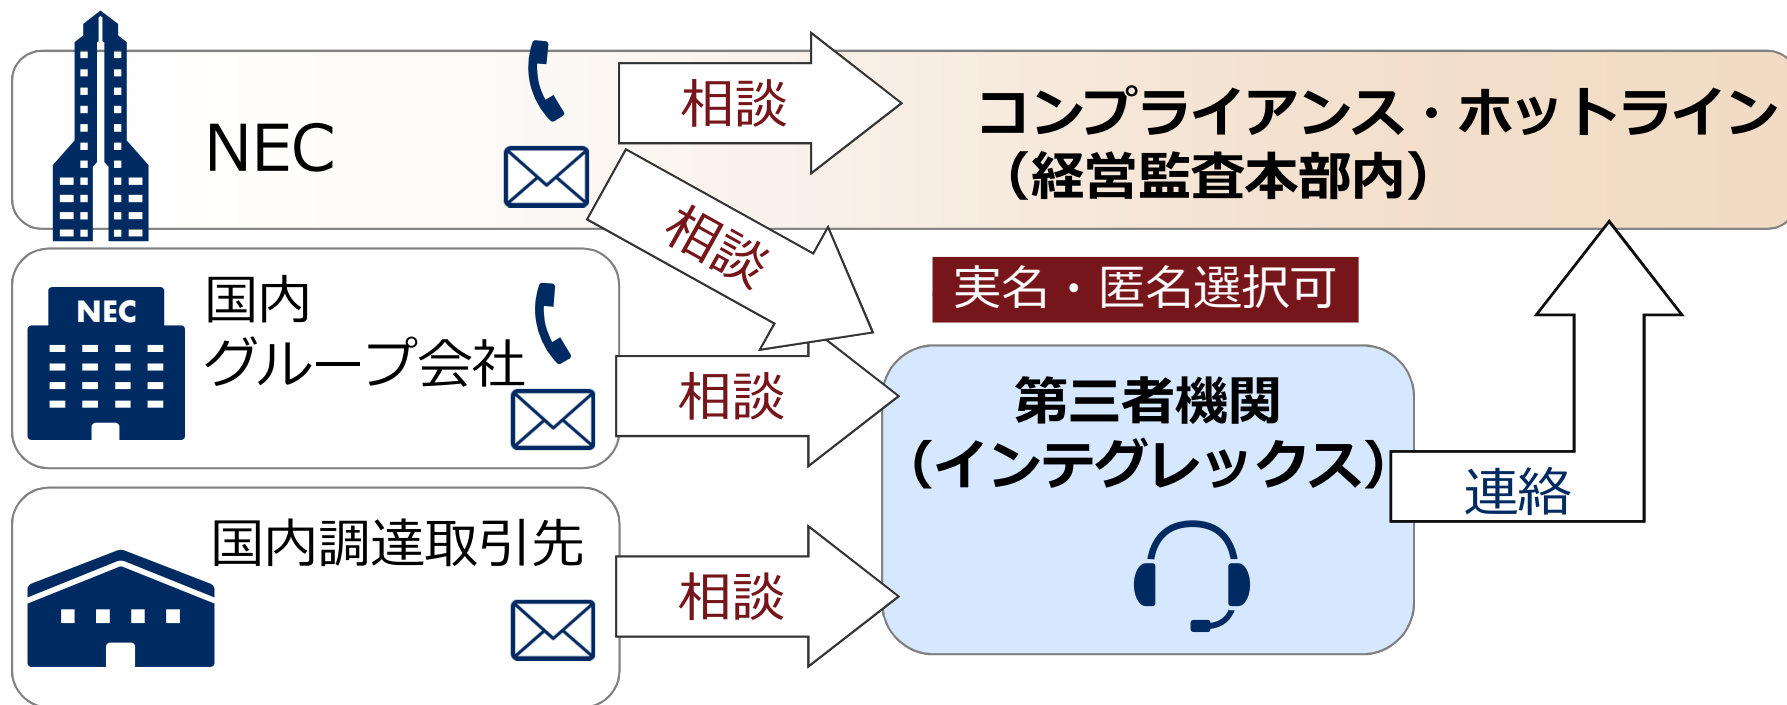 NEC
相談
コンプライアンス・ホットライン
（経営監査本部内）
相談
実名・匿名選択可
NEC
国内
グループ会社
相談
第三者機関
（インテグレックス）
連絡
国内調達取引先
相談